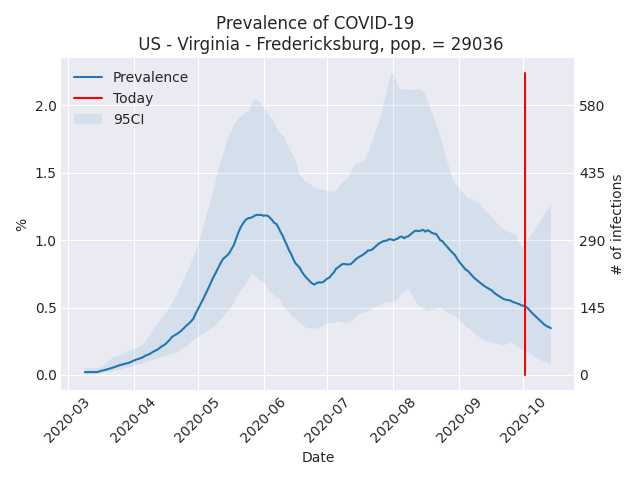 Prevalence of COVID-19
US - Virginia - Fredericksburg, pop. = 29036
Prevalence
Today
95CI
2.0
1.5
1.0
0.5
0.0
%
580
435
290
145
0
# of infections
2020-03
2020-04
2020-05
2020-06
2020-07
2020-08
2020-09
2020-10
Date